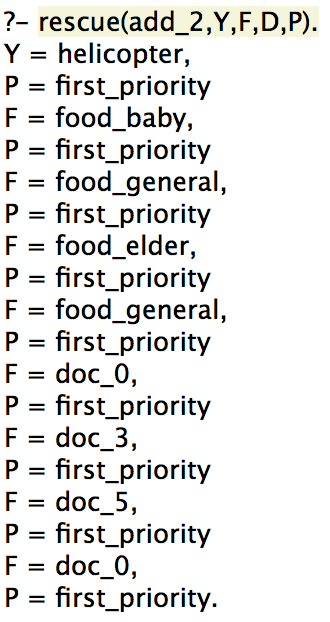 ?- rescue(add_2,Y,F,D,P).
Y = helicopter,
P = first_priority
F = food_baby,
P = first_priority
F = food_general,
P = first_priority
F = food_elder,
P = first_priority
F = food_general,
P = first_priority
F = doc_0,
P = first_priority
F = doc_3,
P = first_priority
F = doc_5,
P = first_priority
F = doc_0,
P = first_priority.